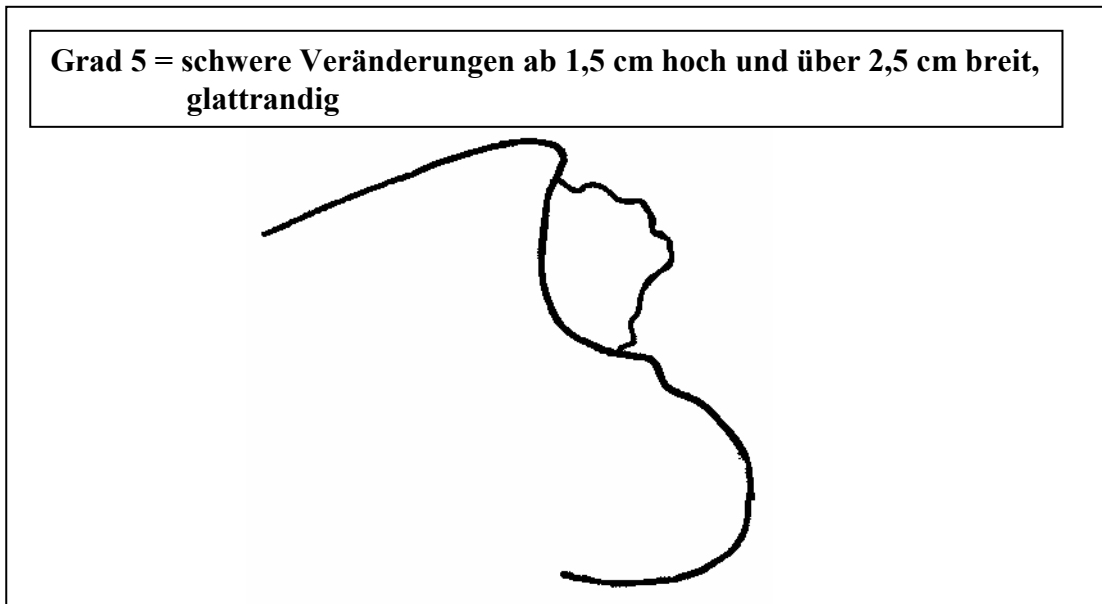 Grad 5 = schwere Veränderungen ab 1,5 cm hoch und über 2,5 cm breit,
glattrandig